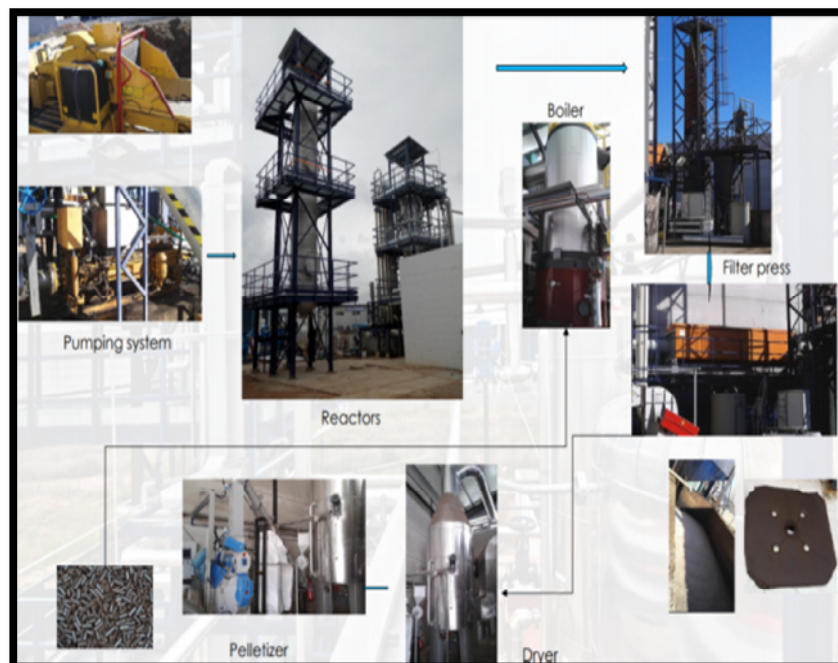 Boiler
Filter press
Pumping system
Reactors
Pelletizer
Dryer